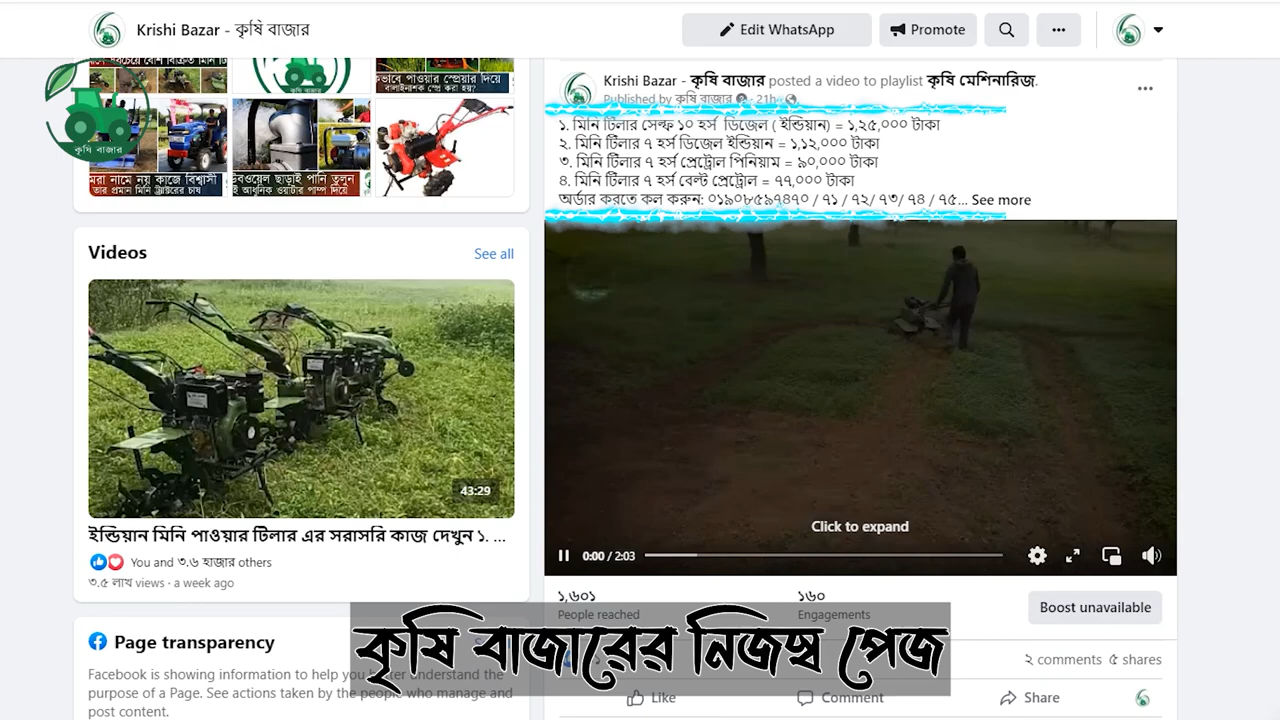 Krishi Bazar - কৃষি বাজার
Edit WhatsApp
Promote
কৃষি বাজার
মরা নামে নয় কাজে বিশ্বাসী
তার প্রমান মিনি ট্রাক্টরের চাষ
Videos
See all
43:29
ইন্ডিয়ান মিনি পাওয়ার টিলার এর সরাসরি কাজ দেখুন ১. ...
You and ৩.৬ হাজার others
৩.৫ লাখ views · a week ago
Page transparency
Facebook is showing information to help you better understand the
purpose of a Page. See actions taken by the people who manage and
post content.
Krishi Bazar - কৃষি বাজার posted a video to playlist কৃষি মেশিনারিজ.
Published by কৃষি বাজার · 21h ·
১. মিনি টিলার সেল্ফ ১০ হর্স ডিজেল ( ইন্ডিয়ান) = ১,২৫,০০০ টাকা
২. মিনি টিলার ৭ হর্স ডিজেল ইন্ডিয়ান = ১,১২,০০০ টাকা
৩. মিনি টিলার ৭ হর্স প্রেট্রোল পিনিয়াম = ৯০,০০০ টাকা
৪. মিনি টিলার ৭ হর্স বেল্ট প্রেট্রোল = ৭৭,০০০ টাকা
অর্ডার করতে কল করুন: ০১৯০৮৫৯৭৪৭০ / ৭১ / ৭২/ ৭৩/ ৭৪ / ৭৫... See more
Click to expand
0:00 / 2:03
১,৬০১
People reached
১৬০
Engagements
Boost unavailable
২ comments ৫ shares
Like
Comment
Share
কৃষি বাজারের নিজস্ব পেজ